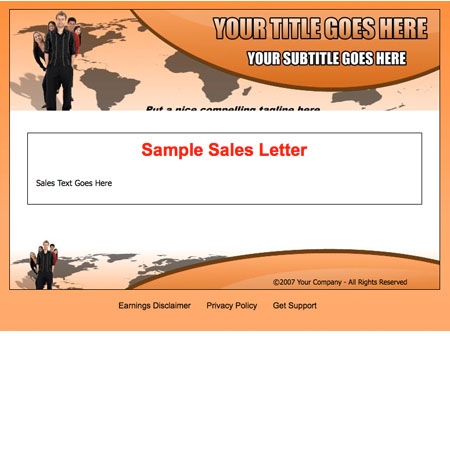 YOUR TITLE GOES HERE
YOUR SUBTITLE GOES HERE
Put a nice compelling tagline here
Sample Sales Letter
Sales Text Goes Here
©2007 Your Company - All Rights Reserved
Earnings Disclaimer Privacy Policy Get Support